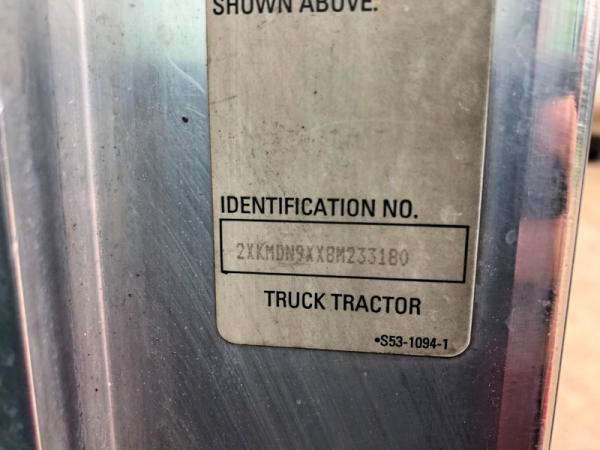 SHOWN ABOVE.
IDENTIFICATION NO.
2XKMDN9XX8M233180
TRUCK TRACTOR
•S53-1094-1